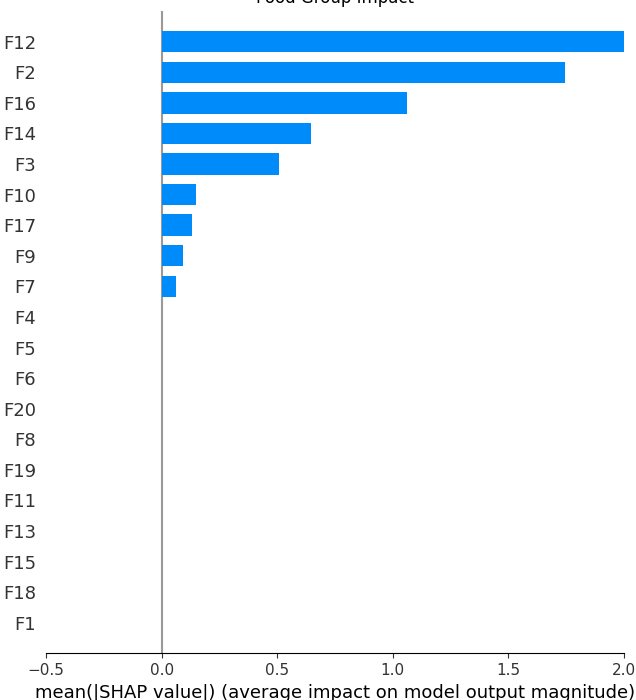 Food Group Impact
F12
F2
F16
F14
F3
F10
F17
F9
F7
F4
F5
F6
F20
F8
F19
F11
F13
F15
F18
F1
−0.5 0.0 0.5 1.0 1.5 2.0
mean(|SHAP value|) (average impact on model output magnitude)